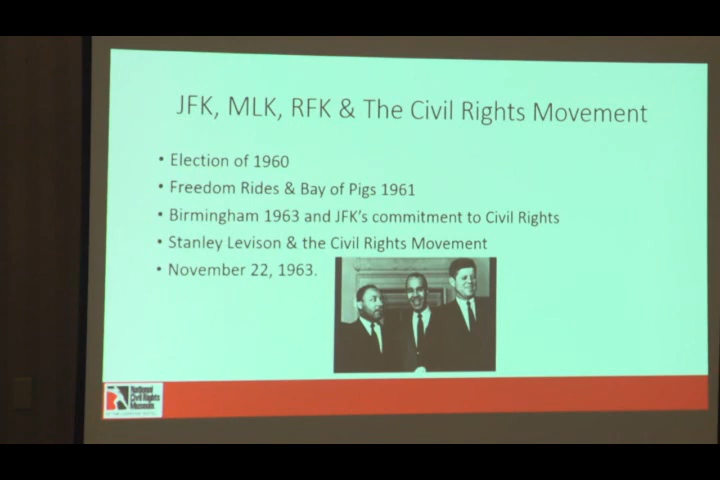 JFK, MLK, RFK & The Civil Rights Movement
• Election of 1960
• Freedom Rides & Bay of Pigs 1961
• Birmingham 1963 and JFK's commitment to Civil Rights
• Stanley Levison & the Civil Rights Movement
• November 22, 1963.
National
Civil Rights
Museum